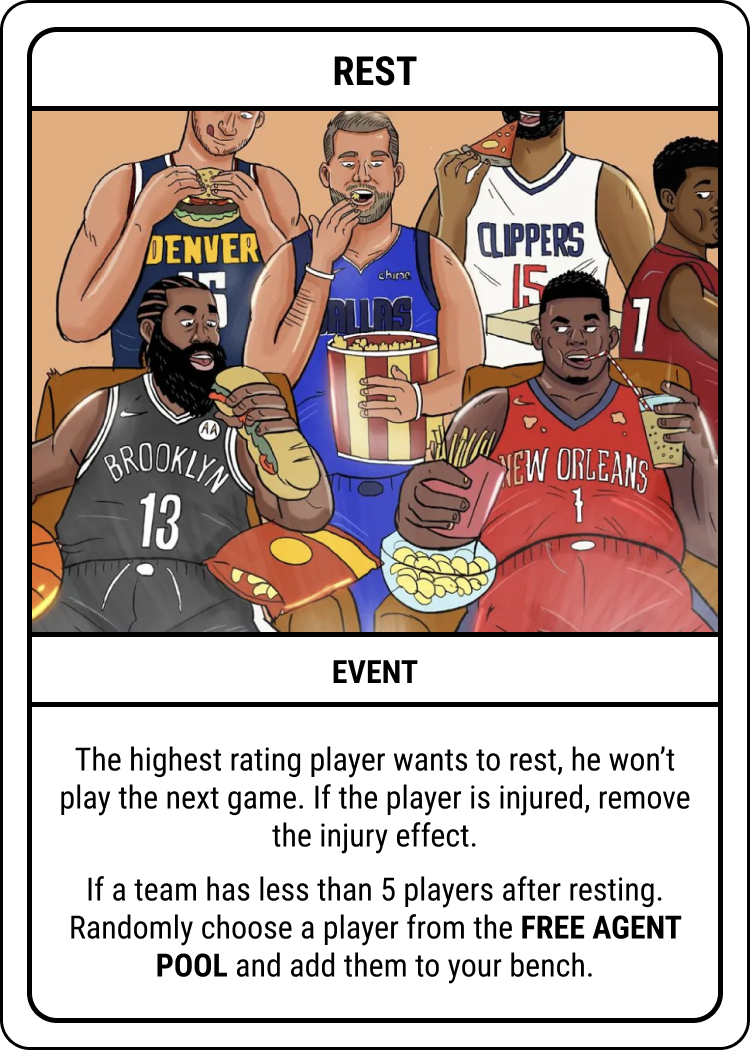 REST
DENVER
15
chime
DALLAS
CLIPPERS
15
7
AA
BROOKLYN
13
NEW ORLEANS
1
EVENT
The highest rating player wants to rest, he won’t
play the next game. If the player is injured, remove
the injury effect.
If a team has less than 5 players after resting.
Randomly choose a player from the FREE AGENT
POOL and add them to your bench.